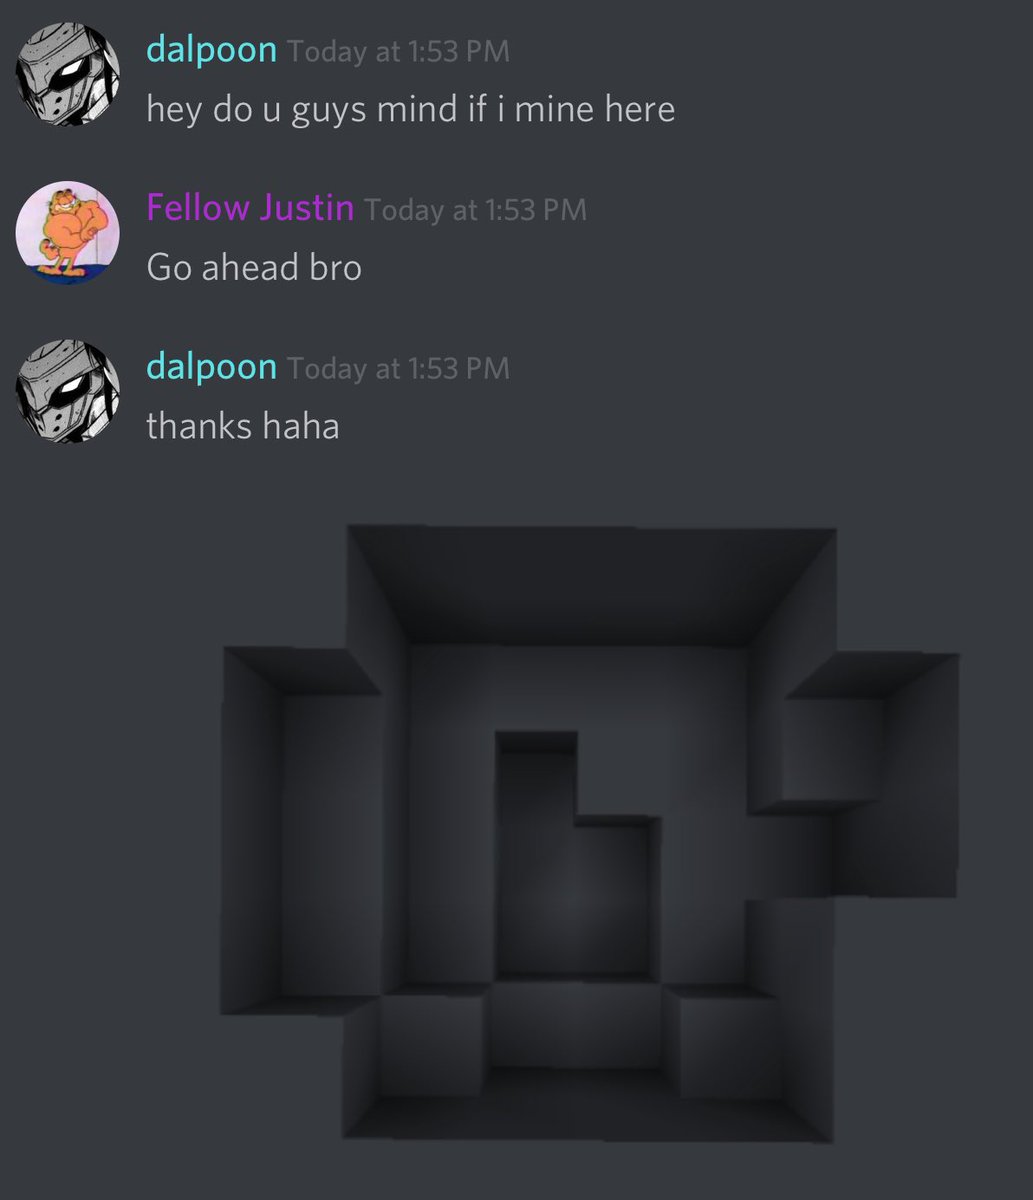 dalpoon Today at 1:53 PM
hey do u guys mind if i mine here
Fellow Justin Today at 1:53 PM
Go ahead bro
dalpoon Today at 1:53 PM
thanks haha